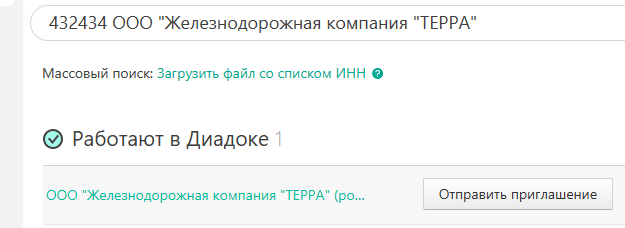 432434 ООО "Железнодорожная компания "ТЕРРА"
Массовый поиск: Загрузить файл со списком ИНН ?
Работают в Диадоке 1
ООО "Железнодорожная компания "ТЕРРА" (ро... Отправить приглашение